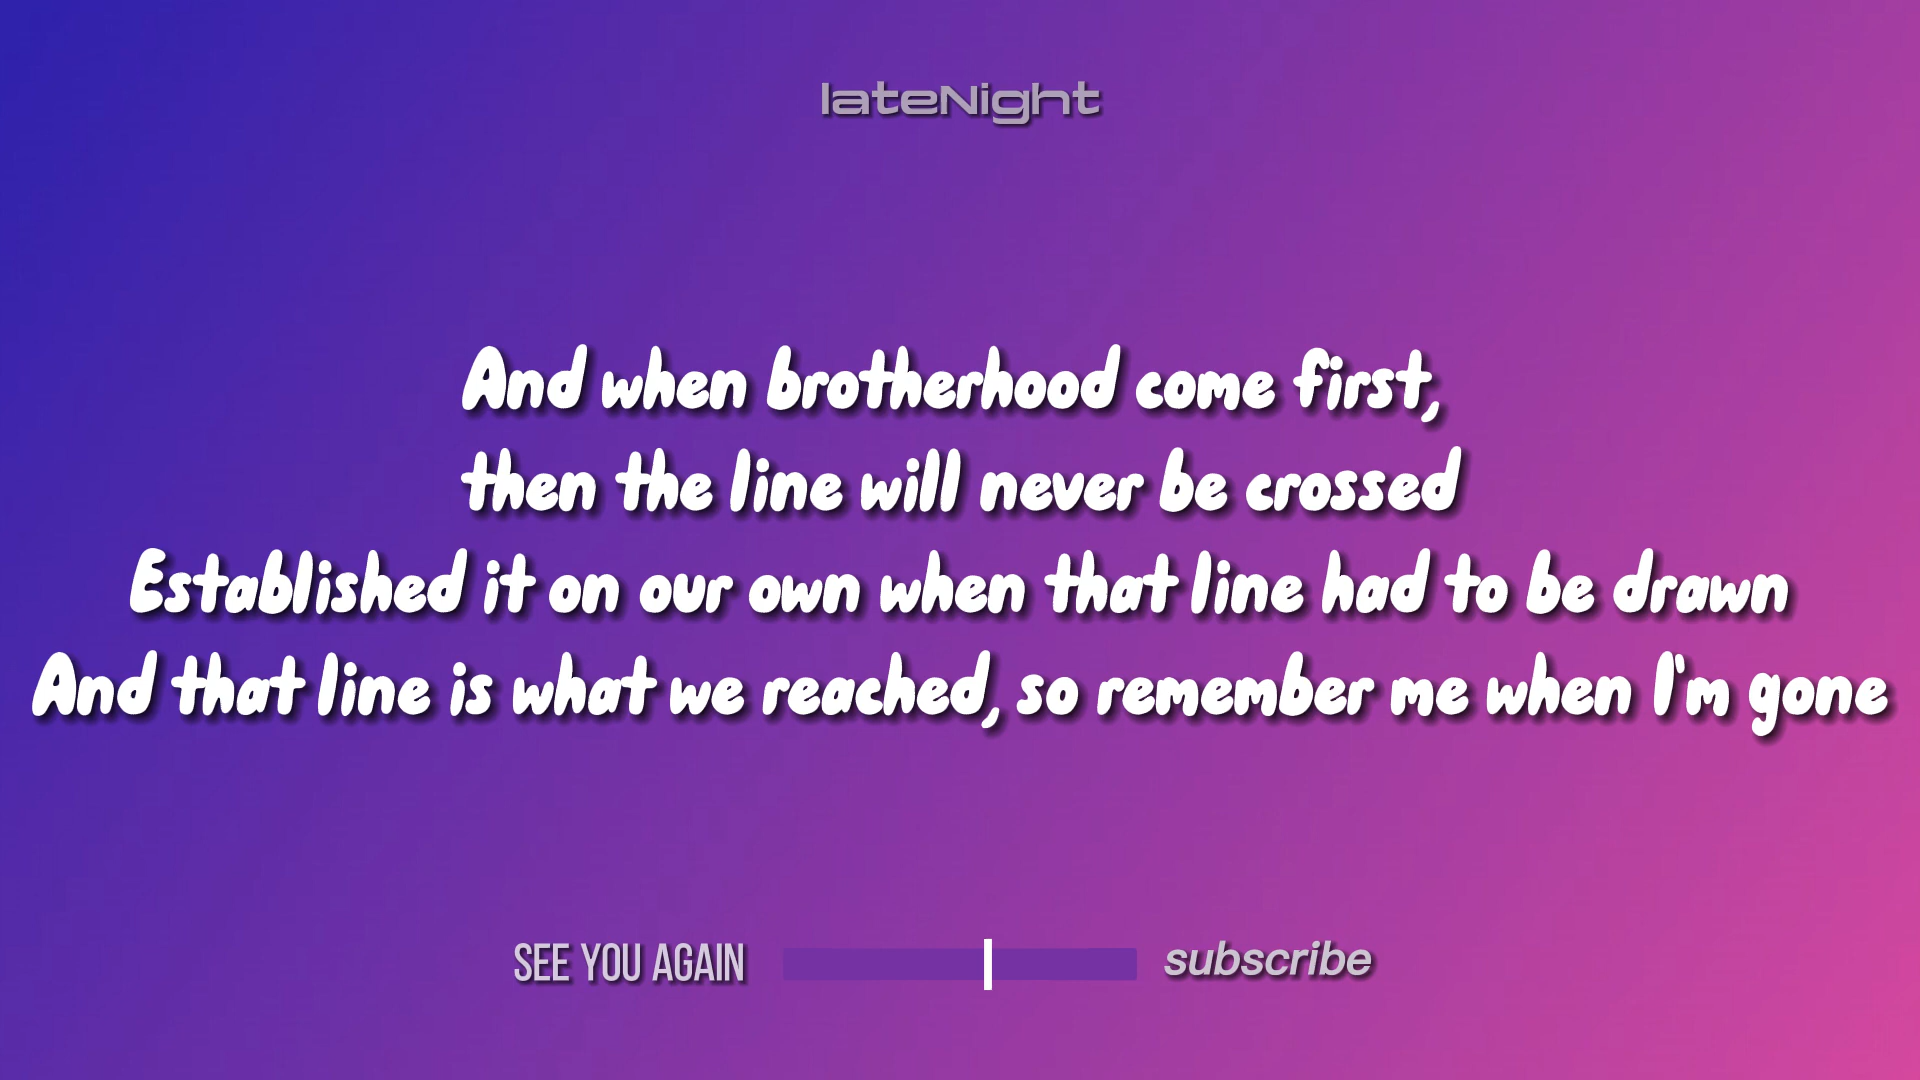 lateNight
And when brotherhood come first,
then the line will never be crossed
Established it on our own when that line had to be drawn
And that line is what we reached, so remember me when I'm gone
SEE YOU AGAIN
subscribe